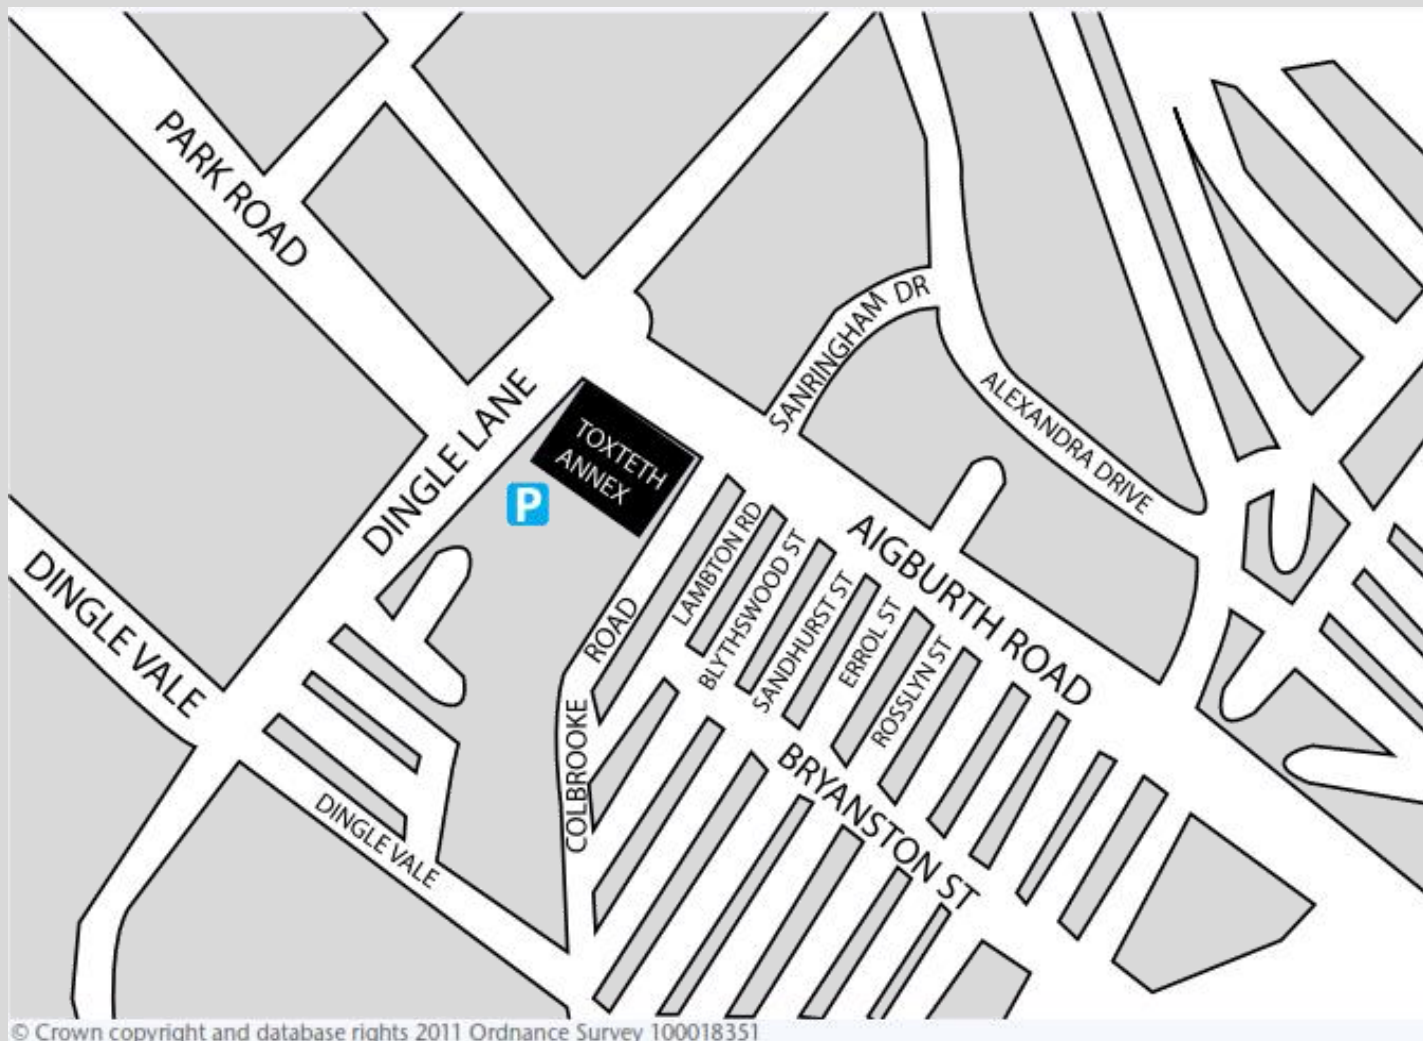 PARK ROAD
SANRINGHAM DR
DINGLE LANE
ALEXANDRA DRIVE
TOXTETH
ANNEX
P
LAMBTON RD
BLYTHSWOOD ST
SANDHURST ST
ERROL ST
ROSSLYN ST
AIGBURTH ROAD
DINGLE VALE
COLBROOKE ROAD
BRYANSTON ST
DINGLE VALE
© Crown copyright and database rights 2011 Ordnance Survey 100018351